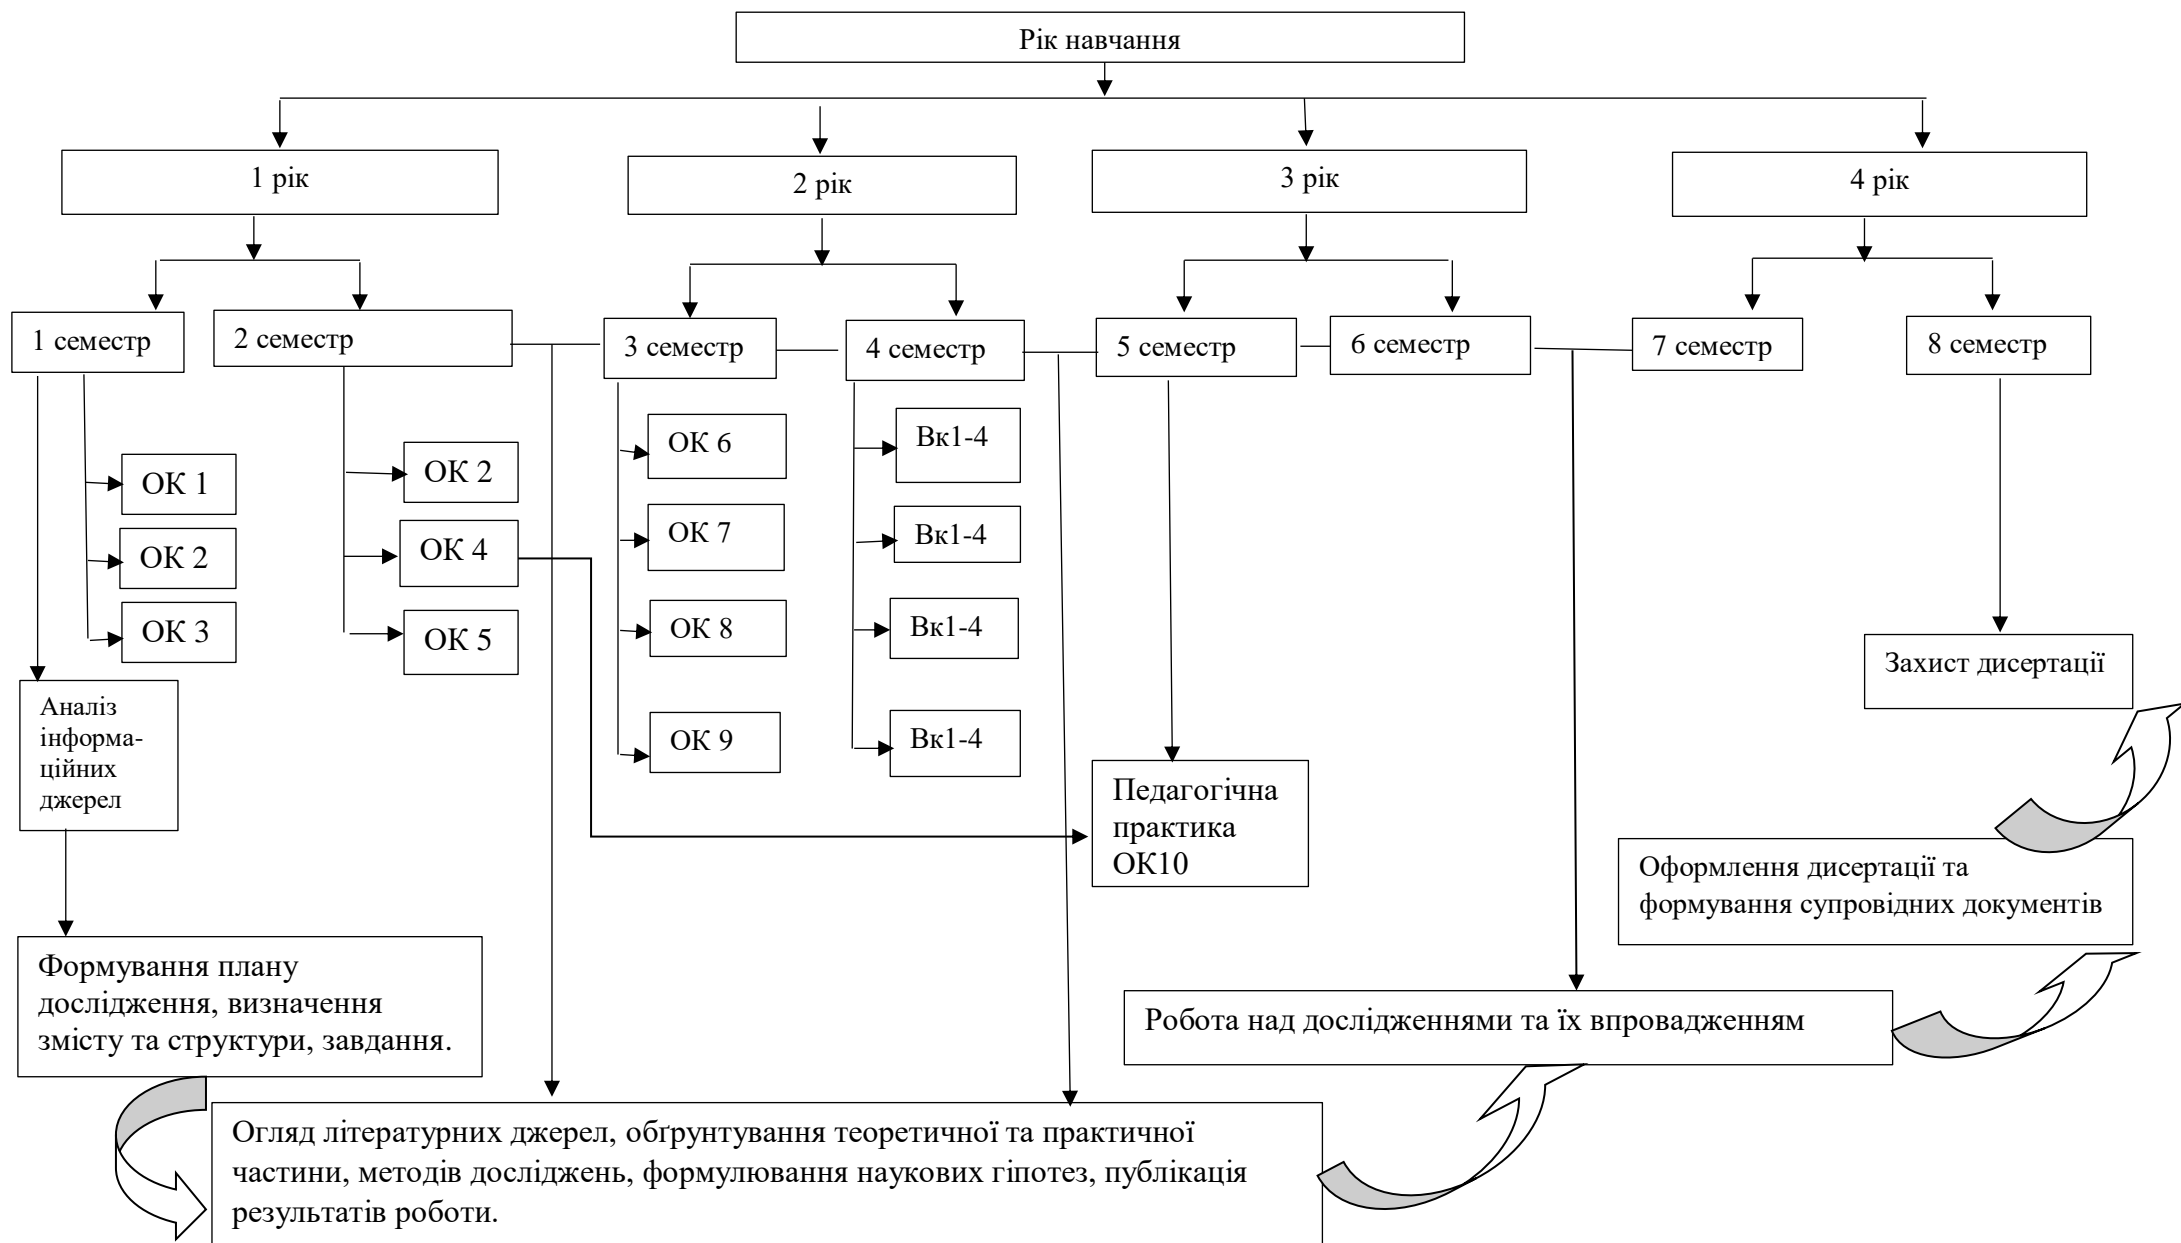 Рік навчання
1 рік
2 рік
3 рік
4 рік
1 семестр
2 семестр
3 семестр
4 семестр
5 семестр
6 семестр
7 семестр
8 семестр
ОК 1
ОК 2
ОК 3
ОК 2
ОК 4
ОК 5
ОК 6
ОК 7
ОК 8
ОК 9
Вк1-4
Вк1-4
Вк1-4
Вк1-4
Аналіз
інформа-
ційних
джерел
Педагогічна
практика
ОК10
Захист дисертації
Оформлення дисертації та
формування супровідних документів
Формування плану
дослідження, визначення
змісту та структури, завдання.
Робота над дослідженнями та їх впровадженням
Огляд літературних джерел, обґрунтування теоретичної та практичної
частини, методів досліджень, формулювання наукових гіпотез, публікація
результатів роботи.